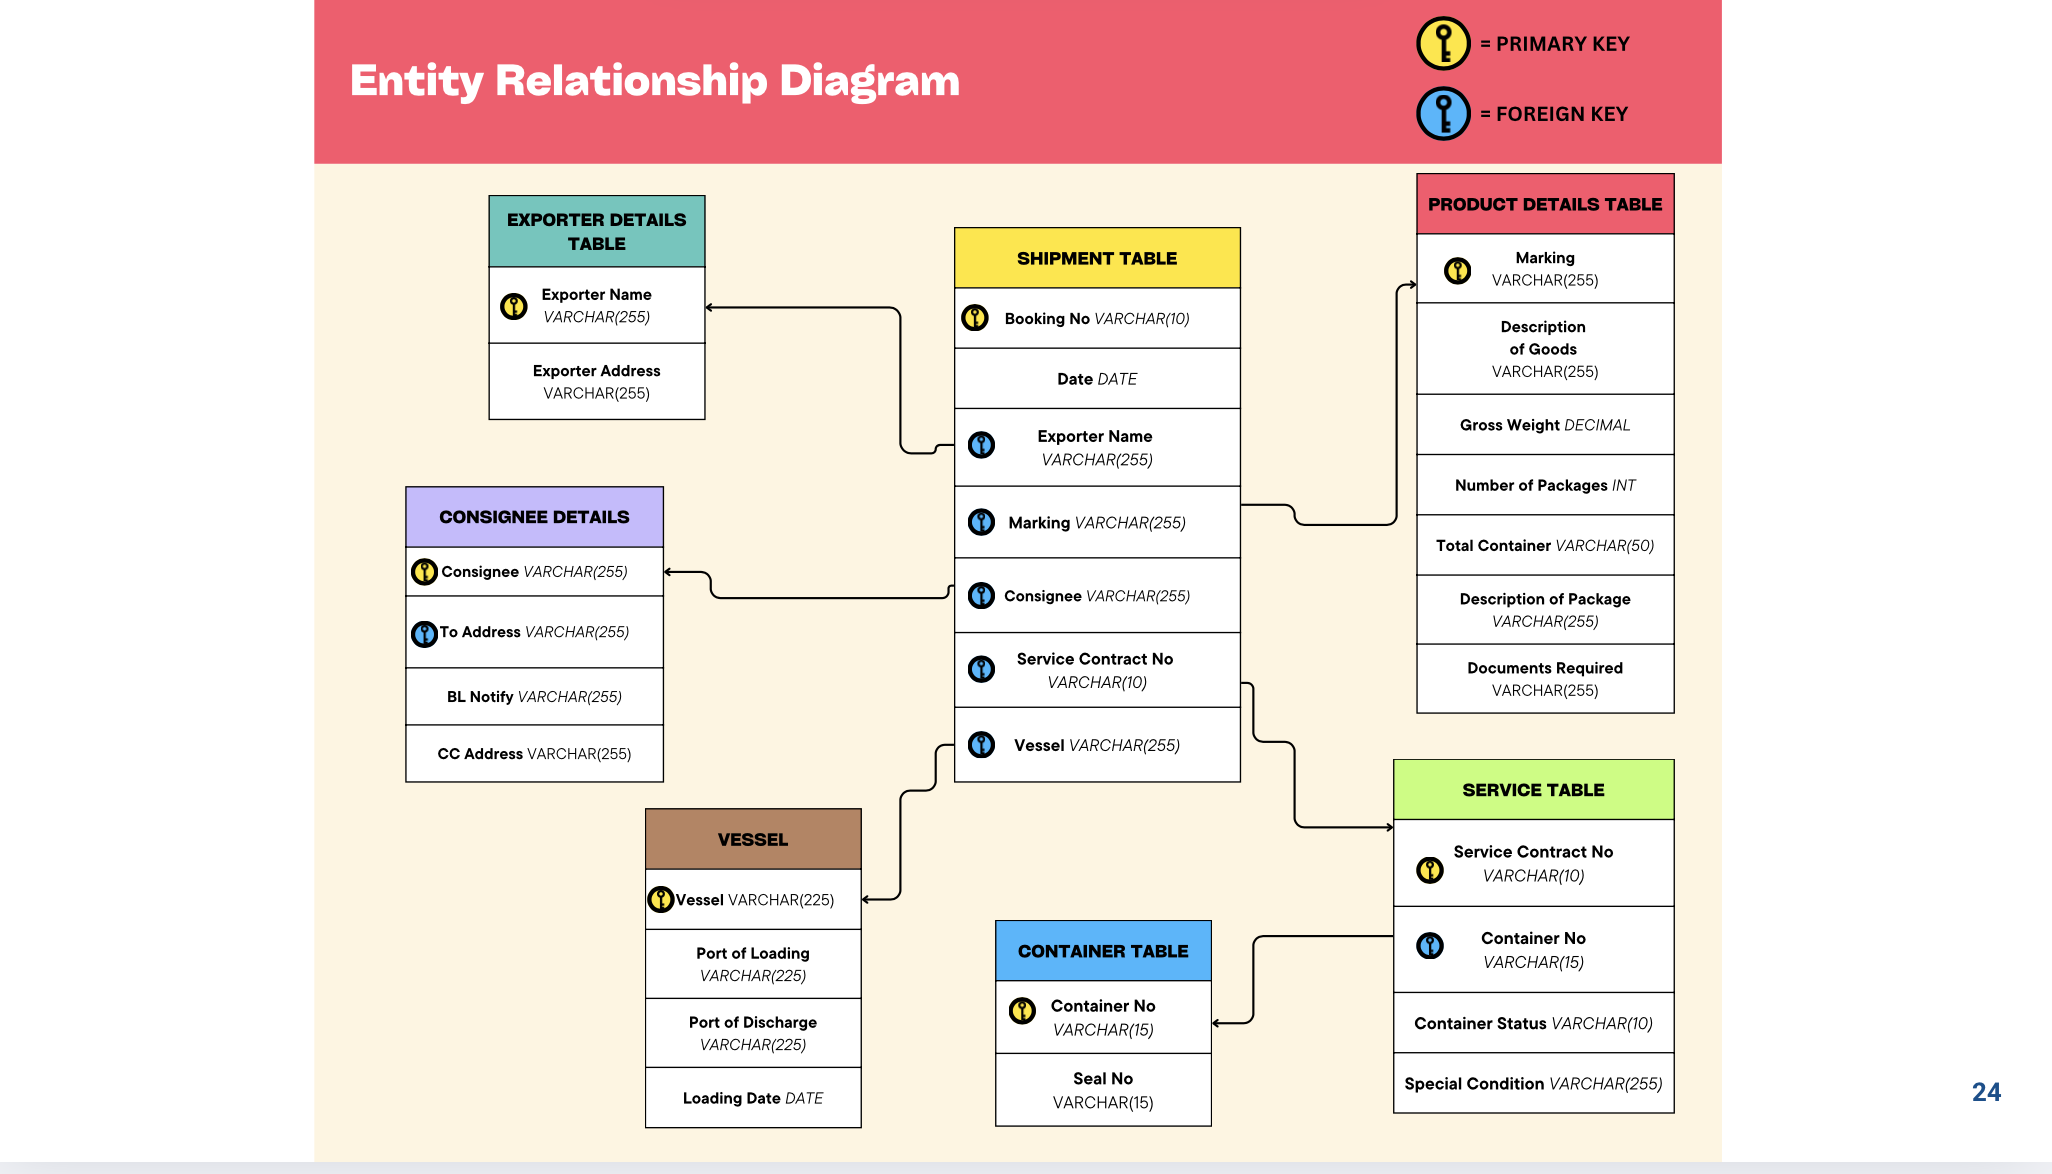 Entity Relationship Diagram
= PRIMARY KEY
= FOREIGN KEY
EXPORTER DETAILS
TABLE
Exporter Name
VARCHAR(255)
Exporter Address
VARCHAR(255)
CONSIGNEE DETAILS
Consignee VARCHAR(255)
To Address VARCHAR(255)
BL Notify VARCHAR(255)
CC Address VARCHAR(255)
VESSEL
Vessel VARCHAR(225)
Port of Loading
VARCHAR(225)
Port of Discharge
VARCHAR(225)
Loading Date DATE
SHIPMENT TABLE
Booking No VARCHAR(10)
Date DATE
Exporter Name
VARCHAR(255)
Marking VARCHAR(255)
Consignee VARCHAR(255)
Service Contract No
VARCHAR(10)
Vessel VARCHAR(255)
CONTAINER TABLE
Container No
VARCHAR(15)
Seal No
VARCHAR(15)
PRODUCT DETAILS TABLE
Marking
VARCHAR(255)
Description
of Goods
VARCHAR(255)
Gross Weight DECIMAL
Number of Packages INT
Total Container VARCHAR(50)
Description of Package
VARCHAR(255)
Documents Required
VARCHAR(255)
SERVICE TABLE
Service Contract No
VARCHAR(10)
Container No
VARCHAR(15)
Container Status VARCHAR(10)
Special Condition VARCHAR(255)
24